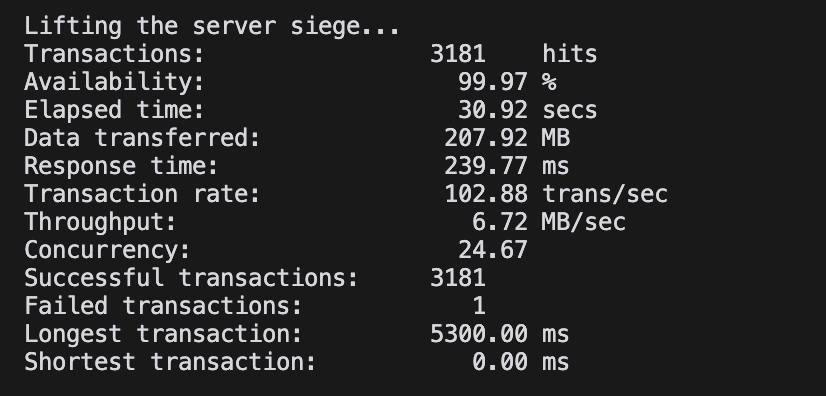 Lifting the server siege...
Transactions: 3181 hits
Availability: 99.97 %
Elapsed time: 30.92 secs
Data transferred: 207.92 MB
Response time: 239.77 ms
Transaction rate: 102.88 trans/sec
Throughput: 6.72 MB/sec
Concurrency: 24.67
Successful transactions: 3181
Failed transactions: 1
Longest transaction: 5300.00 ms
Shortest transaction: 0.00 ms